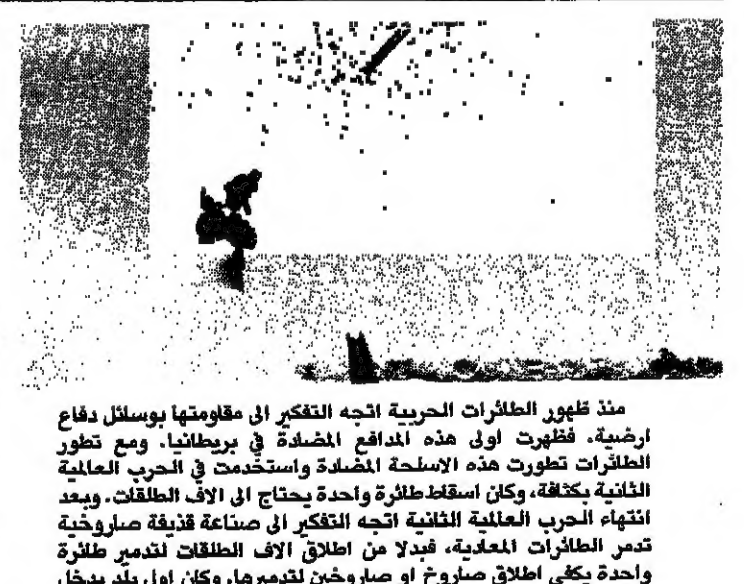 منذ ظهور الطائرات الحربية اتجه التفكير الى مقاومتها بوسائل دفاع
ارضية، فظهرت اولى هذه المدافع المضادة في بريطانيا. ومع تطور
الطائرات تطورت هذه الاسلحة المضادة واستخدمت في الحرب العالمية
الثانية بكثافة، وكان اسقاط طائرة واحدة يحتاج الى الاف الطلقات. وبعد
انتهاء الحرب العالمية الثانية اتجه التفكير الى صناعة قذيفة صاروخية
تدمر الطائرات المعادية، فبدلا من اطلاق الاف الطلقات لتدمير طائرة
واحدة يكفي اطلاق صاروخ او صاروخين لتدميرها. وكان اول بلد يدخل